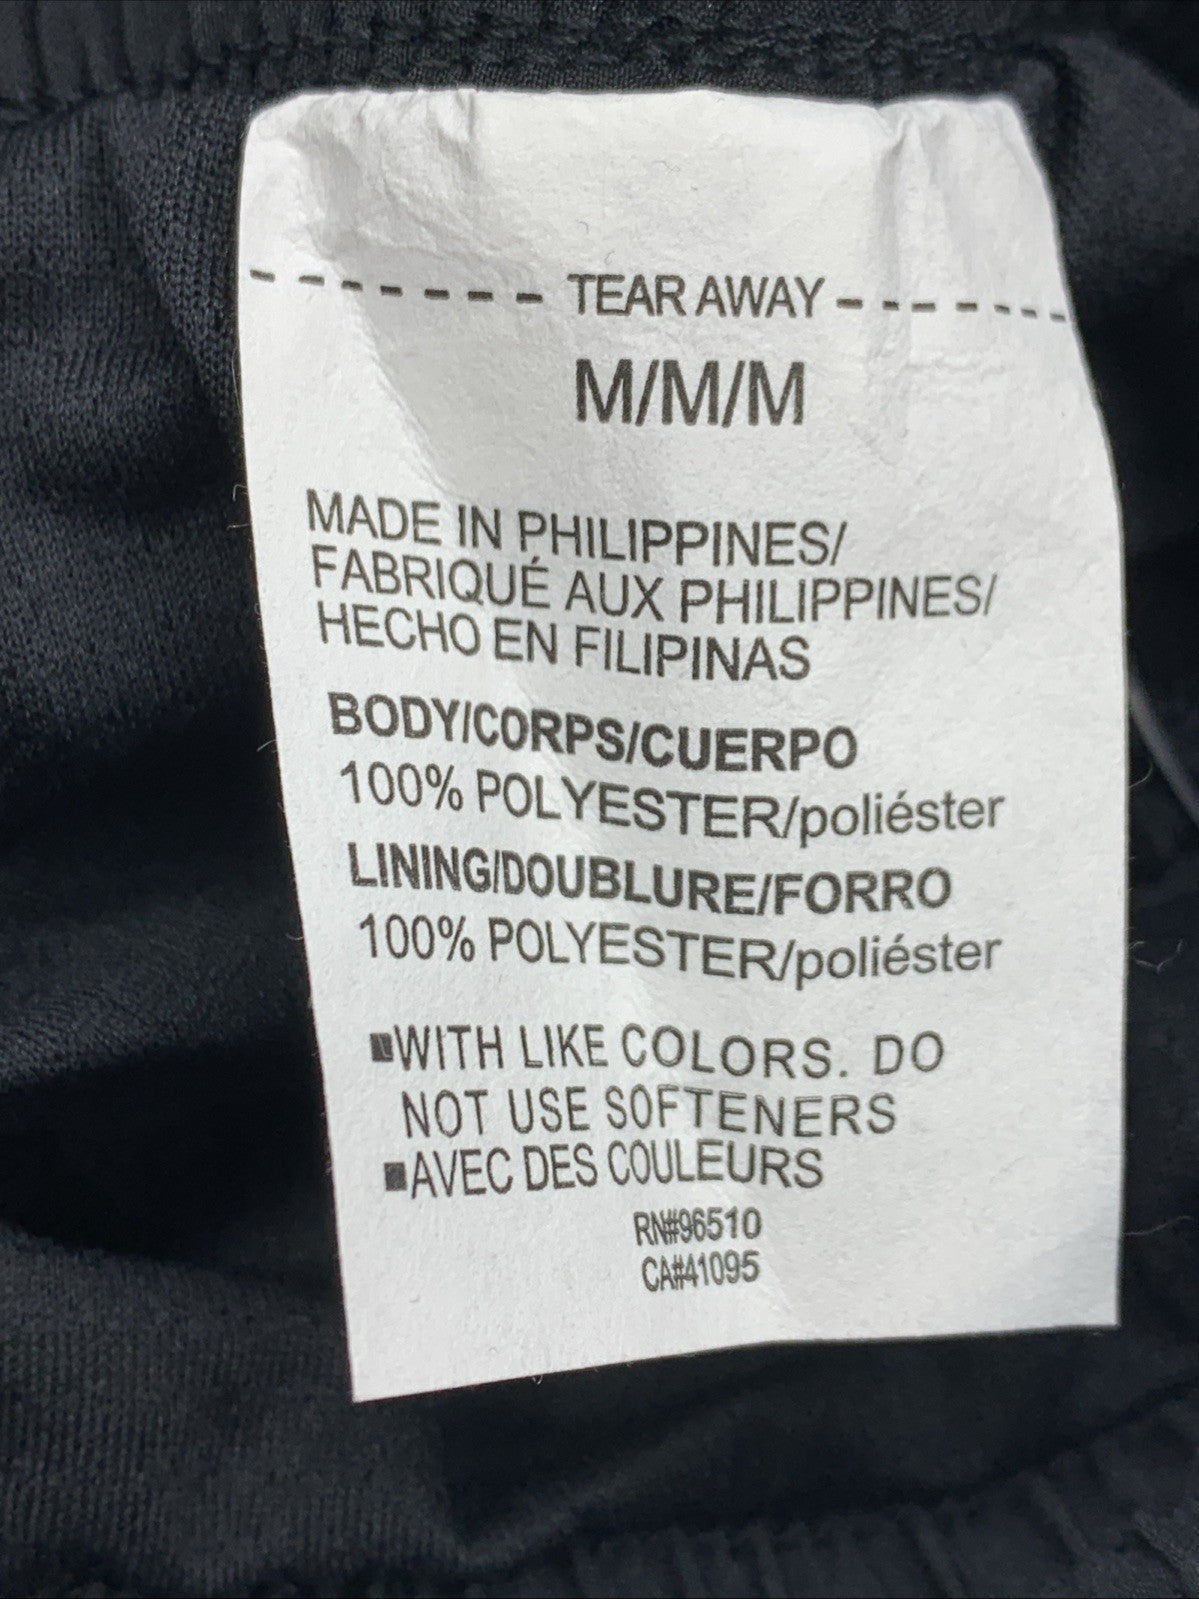 TEAR AWAY
M/M/M
MADE IN PHILIPPINES/
FABRIQUÉ AUX PHILIPPINES/
HECHO EN FILIPINAS
BODY/CORPS/CUERPO
100% POLYESTER/poliéster
LINING/DOUBLURE/FORRO
100% POLYESTER/poliéster
▪WITH LIKE COLORS. DO
NOT USE SOFTENERS
▪AVEC DES COULEURS
RN#96510
CA#41095